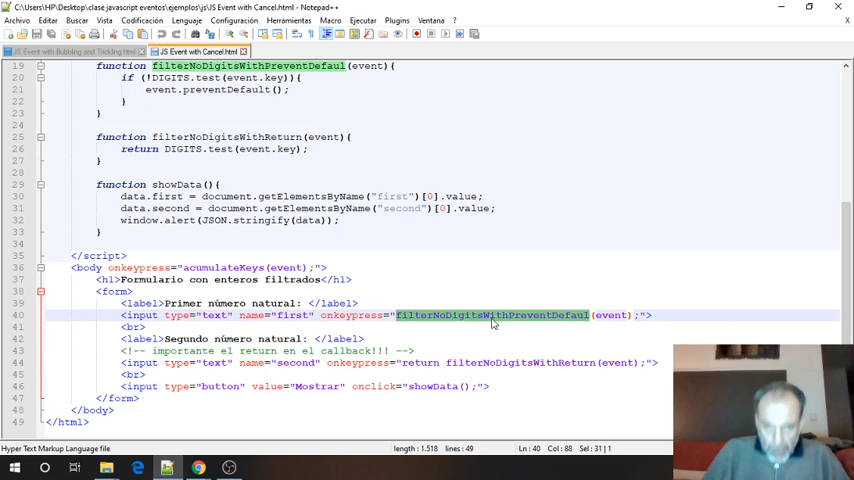 C:\Users\HP\Desktop\clase javascript eventos\ejemplos\js\JS Event with Cancel.html - Notepad++
Archivo Editar Buscar Vista Codificación Lenguaje Configuración Herramientas Macro Ejecutar Plugins Ventana ?
JS Event with Bubbling and Trickling.html JS Event with Cancel.html
19 function filterNoDigitsWithPreventDefaul(event){
20 if (!DIGITS.test(event.key)){
21 event.preventDefault();
22 }
23 }
24
25 function filterNoDigitsWithReturn(event){
26 return DIGITS.test(event.key);
27 }
28
29 function showData(){
30 data.first = document.getElementsByName("first")[0].value;
31 data.second = document.getElementsByName("second")[0].value;
32 window.alert(JSON.stringify(data));
33 }
34
35 </script>
36 <body onkeypress="acumulateKeys(event);">
37 <h1>Formulario con enteros filtrados</h1>
38 <form>
39 <label>Primer número natural: </label>
40 <input type="text" name="first" onkeypress="filterNoDigitsWithPreventDefaul(event);">
41 <br>
42 <label>Segundo número natural: </label>
43 <!-- importante el return en el callback!!! -->
44 <input type="text" name="second" onkeypress="return filterNoDigitsWithReturn(event);">
45 <br>
46 <input type="button" value="Mostrar" onclick="showData();">
47 </form>
48 </body>
49 </html>
Hyper Text Markup Language file length : 1.518 lines : 49 Ln : 40 Col : 88 Sel : 31 | 1